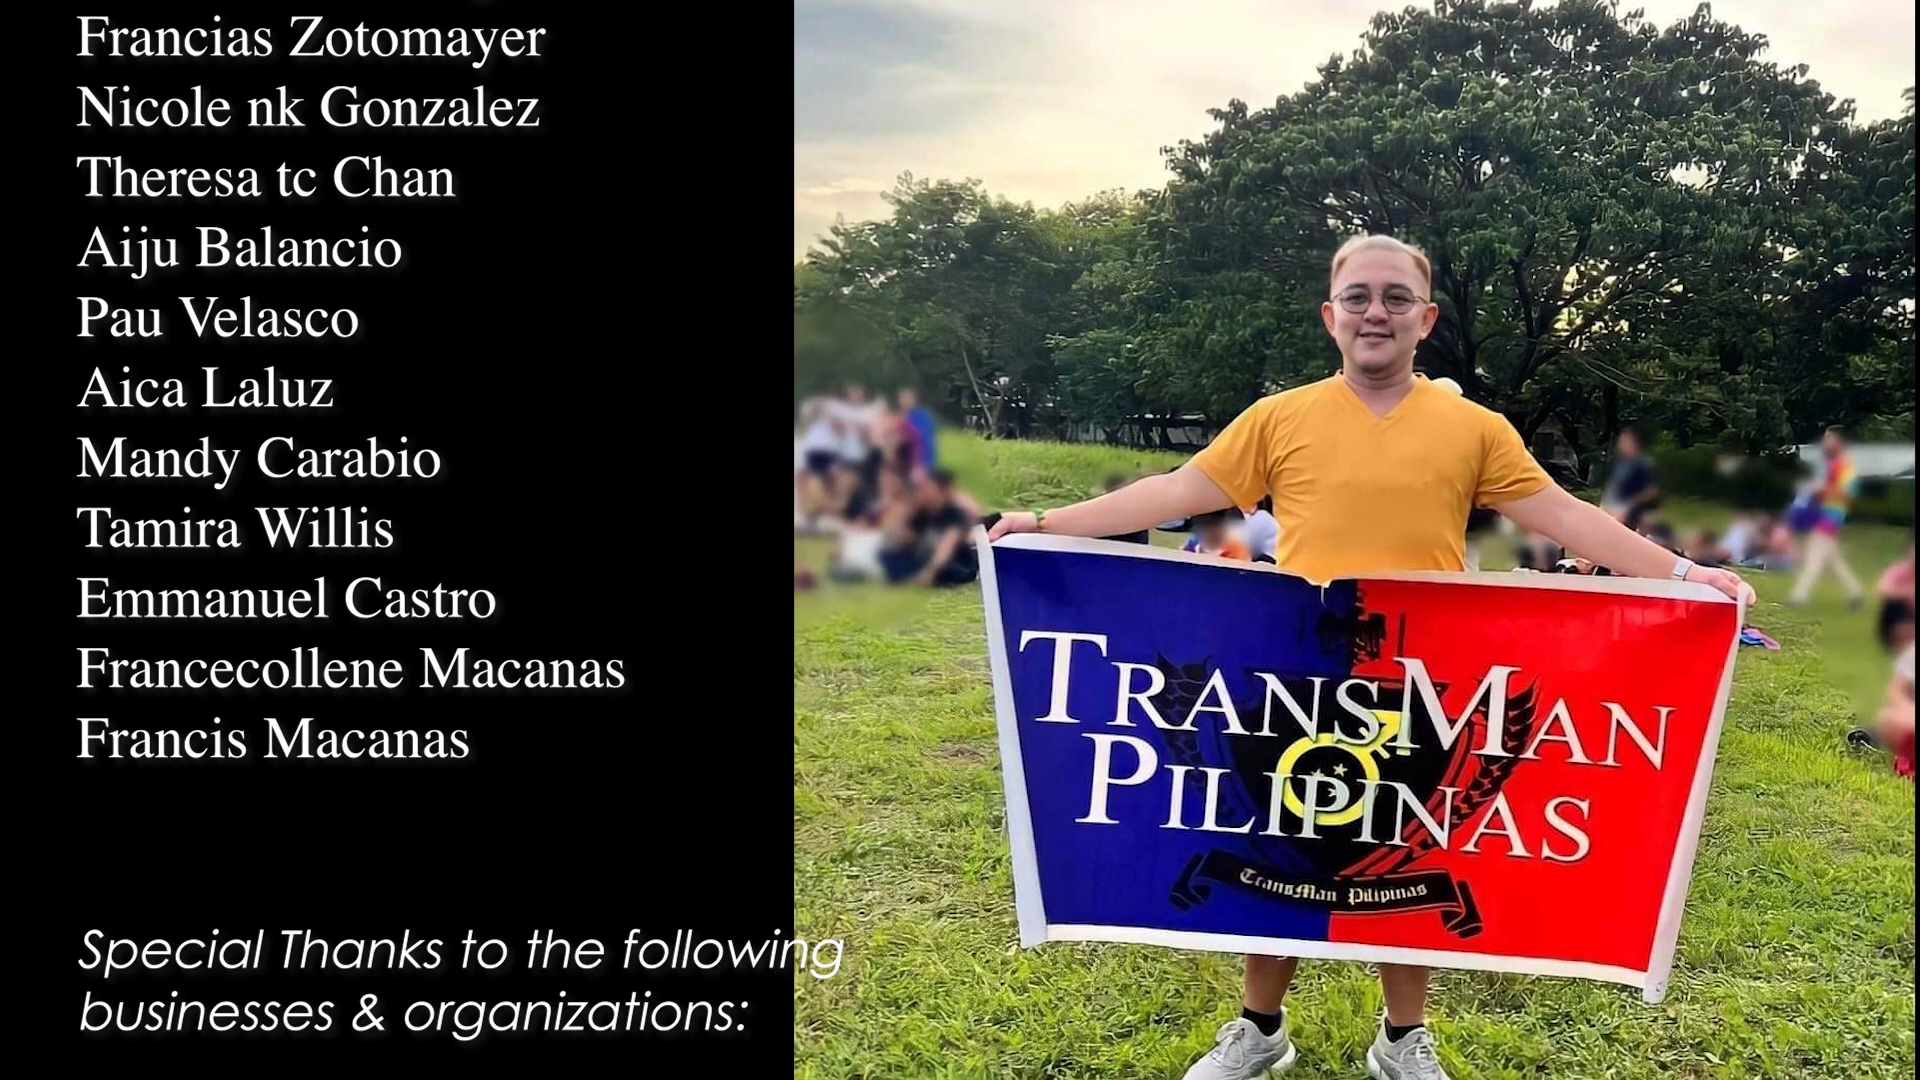 Francias Zotomayer
Nicole nk Gonzalez
Theresa tc Chan
Aiju Balancio
Pau Velasco
Aica Laluz
Mandy Carabio
Tamira Willis
Emmanuel Castro
Francecollene Macanas
Francis Macanas
Special Thanks to the following
businesses & organizations:
TRANSMAN
PILIPINAS
TransMan Pilipinas